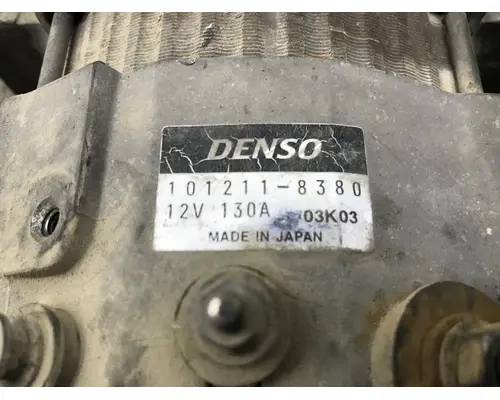 DENSO
101211-8380
12V 130A 03K03
MADE IN JAPAN